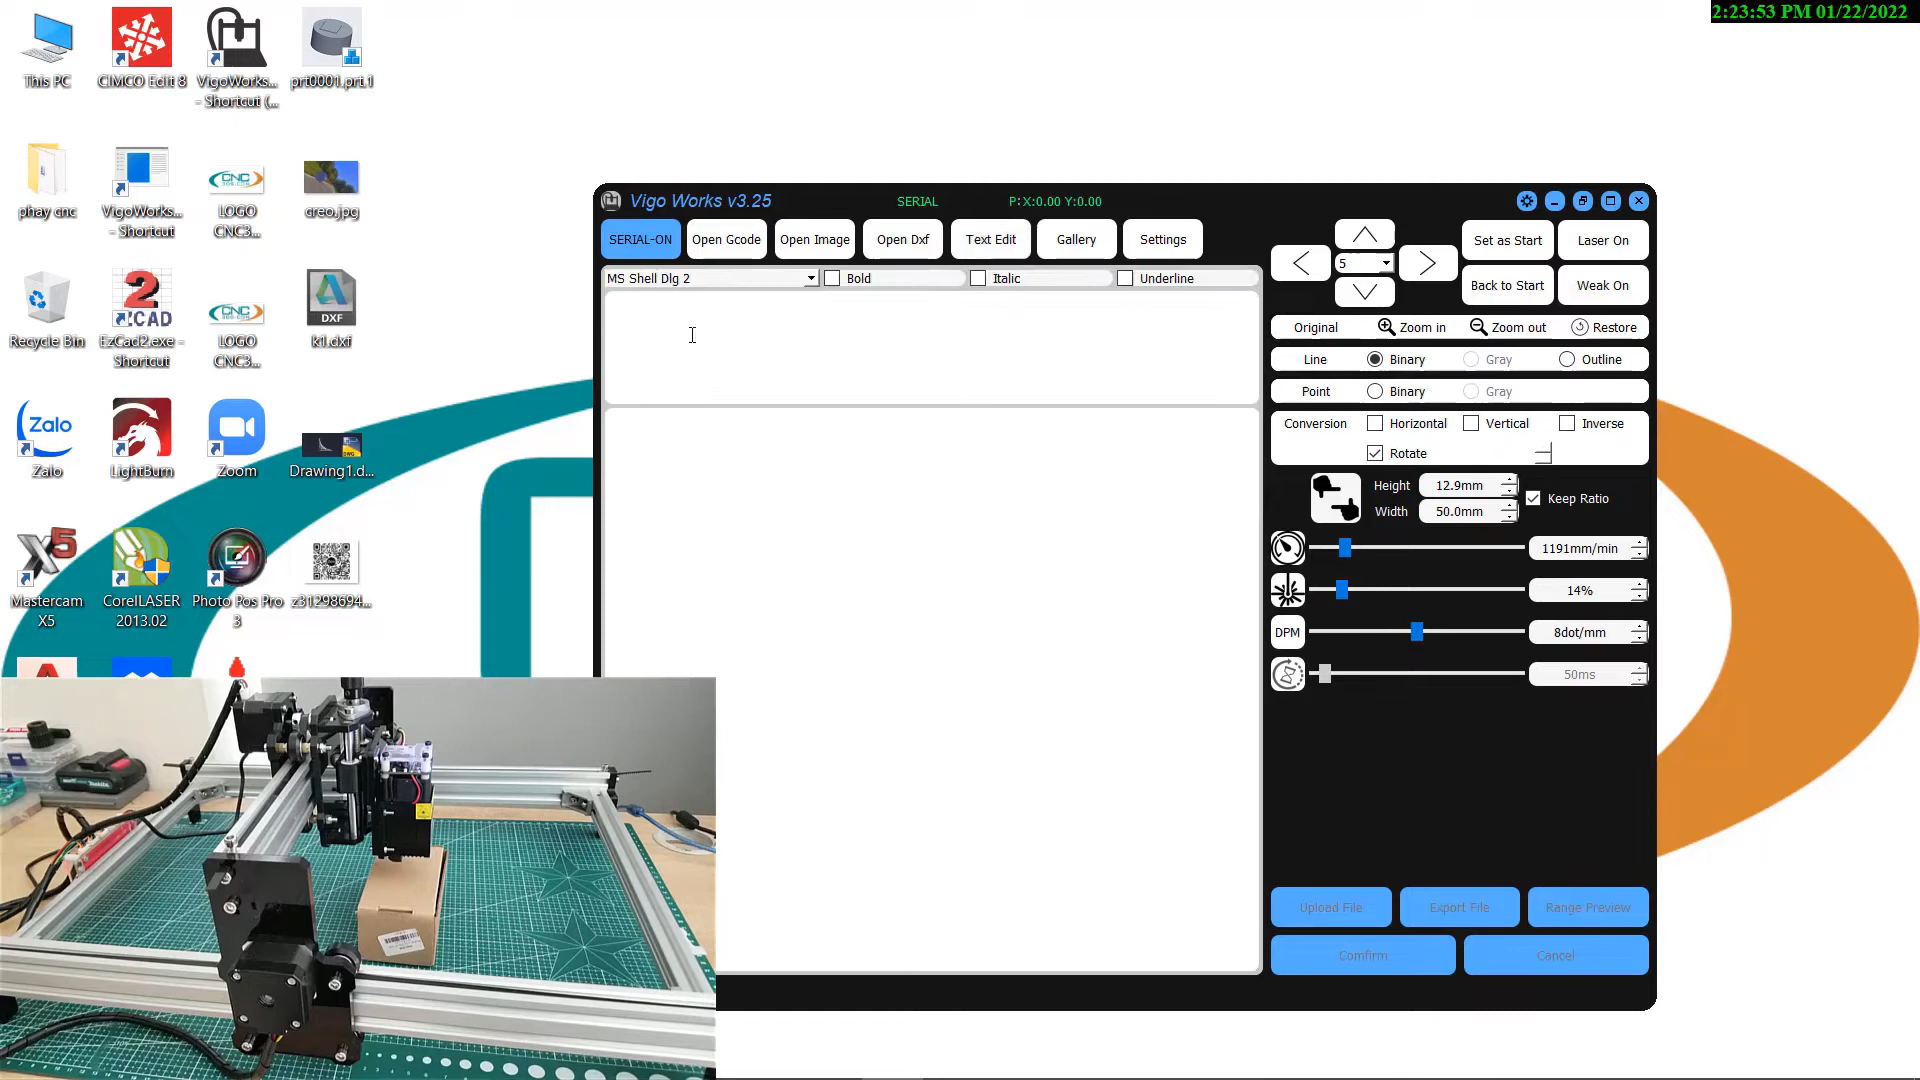 2:23:53 PM 01/22/2022
This PC
CIMCO Edit 8
VigoWorks...
- Shortcut (...
prt0001.prt.1
phay cnc
VigoWorks...
- Shortcut
LOGO
CNC3...
creo.jpg
Recycle Bin
EzCad2.exe -
Shortcut
LOGO
CNC3...
DXF
k1.dxf
Zalo
Zalo
LightBurn
Zoom
Drawing1.d...
Mastercam
X5
CorelLASER
2013.02
Photo Pos Pro
3
z31298694...
Vigo Works v3.25
SERIAL
P:X:0.00 Y:0.00
SERIAL-ON
Open Gcode
Open Image
Open Dxf
Text Edit
Gallery
Settings
MS Shell Dlg 2
Bold
Italic
Underline
5
Set as Start
Laser On
Back to Start
Weak On
Original
Zoom in
Zoom out
Restore
Line
Binary
Gray
Outline
Point
Binary
Gray
Conversion
Horizontal
Vertical
Inverse
Rotate
Height
12.9mm
Width
50.0mm
Keep Ratio
1191mm/min
14%
DPM
8dot/mm
50ms
Upload File
Export File
Range Preview
Comfirm
Cancel